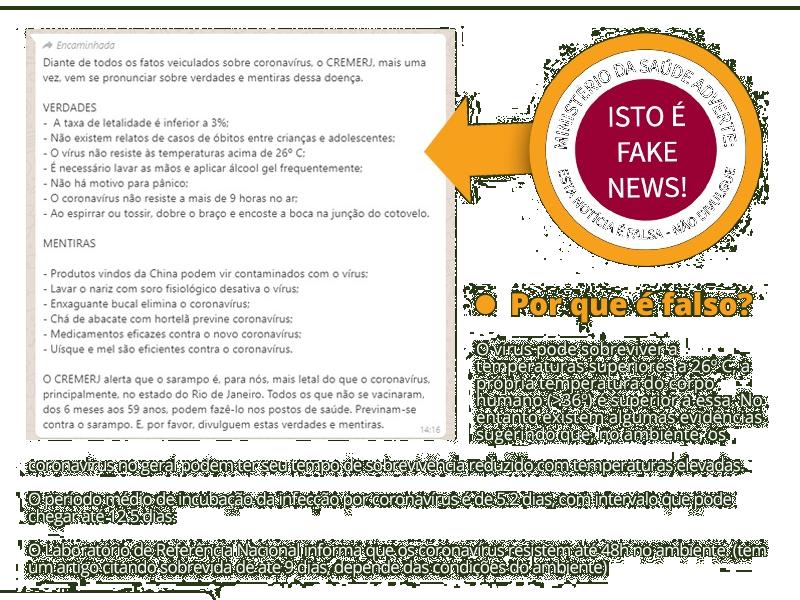 Encaminhada
Diante de todos os fatos veiculados sobre coronavírus, o CREMERJ, mais uma
vez, vem se pronunciar sobre verdades e mentiras dessa doença.
VERDADES
- A taxa de letalidade é inferior a 3%;
- Não existem relatos de casos de óbitos entre crianças e adolescentes;
- O vírus não resiste às temperaturas acima de 26º C;
- É necessário lavar as mãos e aplicar álcool gel frequentemente;
- Não há motivo para pânico;
- O coronavírus não resiste a mais de 9 horas no ar;
- Ao espirrar ou tossir, dobre o braço e encoste a boca na junção do cotovelo.
MENTIRAS
- Produtos vindos da China podem vir contaminados com o vírus;
- Lavar o nariz com soro fisiológico desativa o vírus;
- Enxaguante bucal elimina o coronavírus;
- Chá de abacate com hortelã previne coronavírus;
- Medicamentos eficazes contra o novo coronavírus;
- Uísque e mel são eficientes contra o coronavírus.
O CREMERJ alerta que o sarampo é, para nós, mais letal do que o coronavírus,
principalmente, no estado do Rio de Janeiro. Todos os que não se vacinaram,
dos 6 meses aos 59 anos, podem fazê-lo nos postos de saúde. Previnam-se
contra o sarampo. E, por favor, divulguem estas verdades e mentiras.
14:16
MINISTÉRIO DA SAÚDE ADVERTE:
ISTO É
FAKE
NEWS!
ESTA NOTÍCIA É FALSA - NÃO DIVULGUE
Por que é falso?
O vírus pode sobreviver a
temperaturas superiores a 26º C, a
própria temperatura do corpo
humano (>36º) é superior a essa. No
entanto existem algumas evidências
sugerindo que, no ambiente, os
coronavírus no geral podem ter seu tempo de sobrevivência reduzido com temperaturas elevadas.
O período médio de incubação da infecção por coronavírus é de 5.2 dias, com intervalo que pode
chegar até 12.5 dias.
O Laboratório de Referência Nacional informa que os coronavírus resistem até 48h no ambiente (tem
um artigo citando sobrevida de até 9 dias, depende das condições do ambiente)